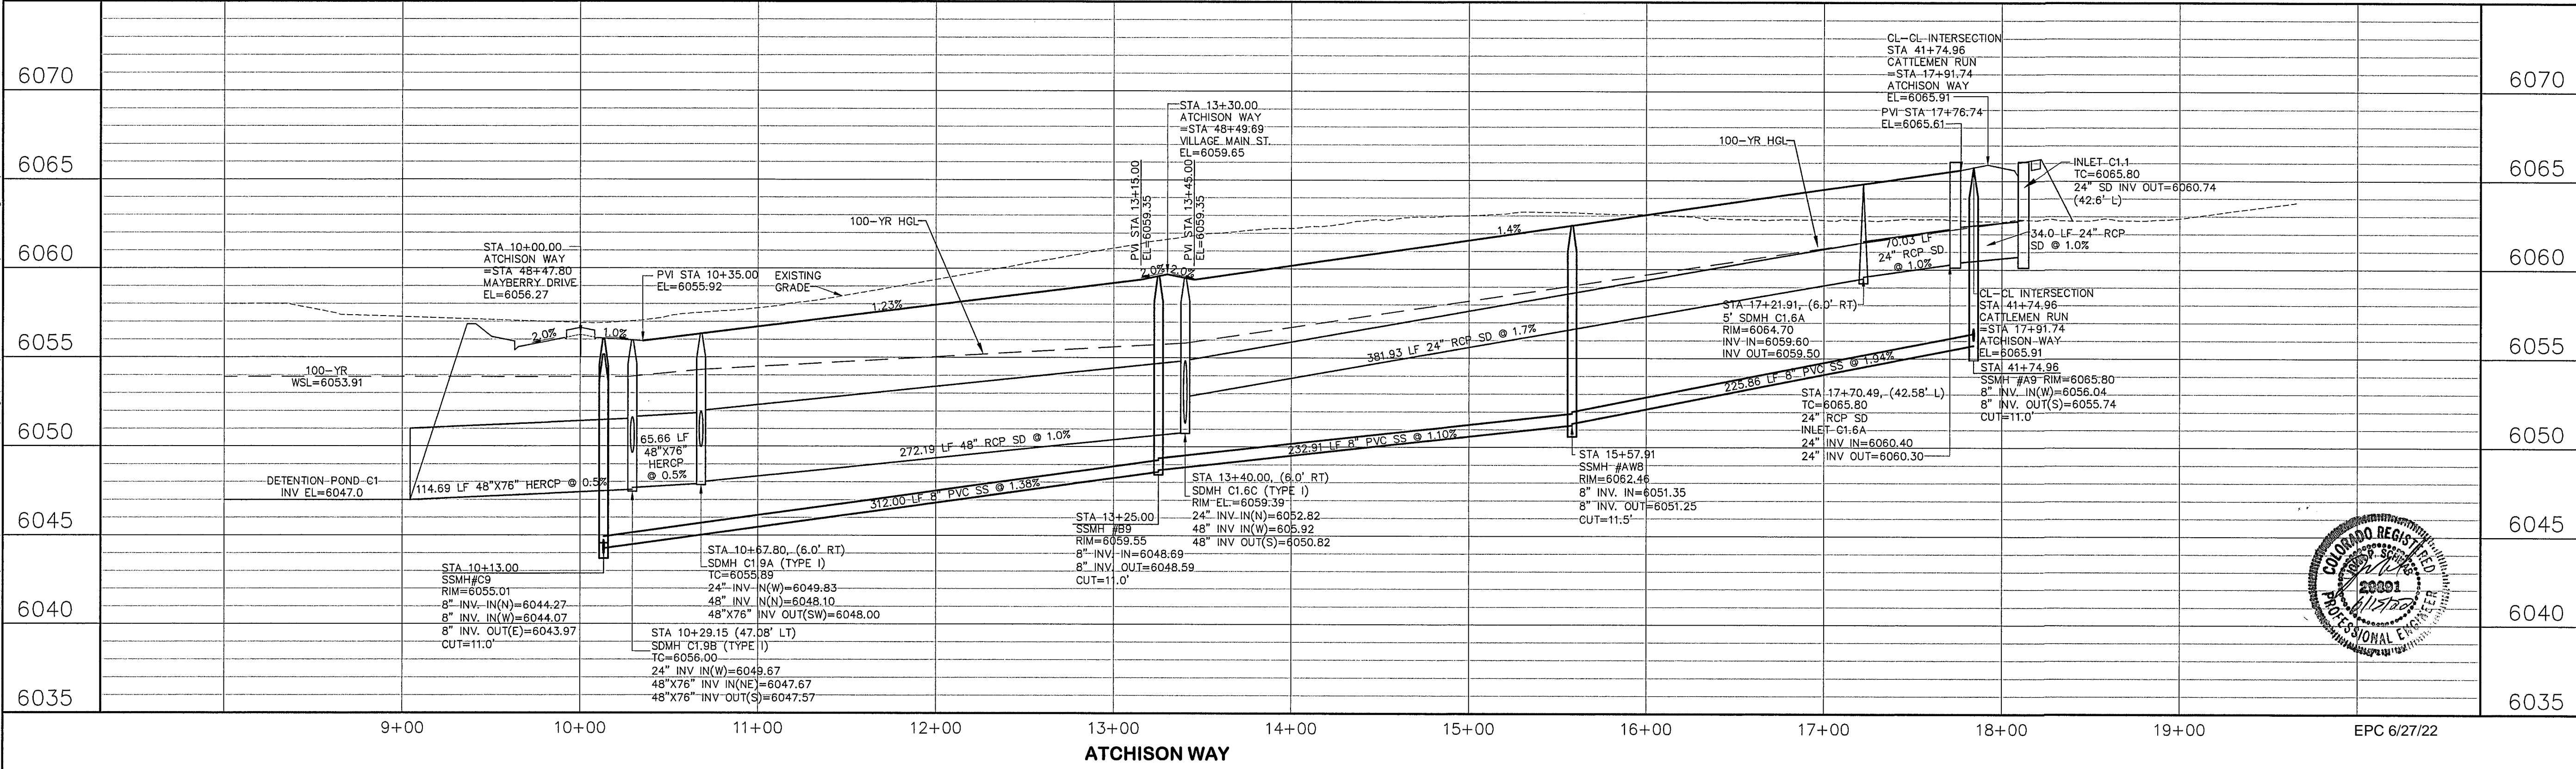 6070
6065
6060
6055
6050
6045
6040
6035
6070
6065
6060
6055
6050
6045
6040
6035
STA 10+00.00
ATCHISON WAY
=STA 48+47.80
MAYBERRY DRIVE
EL=6056.27
2.0%
1.0%
PVI STA 10+35.00
EL=6055.92
EXISTING
GRADE
1.23%
100-YR HGL
100-YR
WSL=6053.91
DETENTION POND C1
INV EL=6047.0
114.69 LF 48"X76" HERCP @ 0.5%
65.66 LF
48"X76"
HERCP
@ 0.5%
272.19 LF 48" RCP SD @ 1.0%
312.00 LF 8" PVC SS @ 1.38%
STA 10+13.00
SSMH#C9
RIM=6055.01
8" INV. IN(N)=6044.27
8" INV. IN(W)=6044.07
8" INV. OUT(E)=6043.97
CUT=11.0'
STA 10+67.80, (6.0' RT)
SDMH C1.9A (TYPE I)
TC=6055.89
24" INV IN(W)=6049.83
48" INV IN(N)=6048.10
48"X76" INV OUT(SW)=6048.00
STA 10+29.15 (47.08' LT)
SDMH C1.9B (TYPE I)
TC=6056.00
24" INV IN(W)=6049.67
48"X76" INV IN(NE)=6047.67
48"X76" INV OUT(S)=6047.57
PVI STA 13+15.00
EL=6059.35
STA 13+30.00
ATCHISON WAY
=STA 48+49.69
VILLAGE MAIN ST.
EL=6059.65
PVI STA 13+45.00
EL=6059.35
2.0%
2.0%
STA 13+25.00
SSMH #B9
RIM=6059.55
8" INV. IN=6048.69
8" INV. OUT=6048.59
CUT=11.0'
STA 13+40.00, (6.0' RT)
SDMH C1.6C (TYPE I)
RIM EL.=6059.39
24" INV IN(N)=6052.82
48" INV IN(W)=605.92
48" INV OUT(S)=6050.82
232.91 LF 8" PVC SS @ 1.10%
381.93 LF 24" RCP SD @ 1.7%
1.4%
STA 15+57.91
SSMH #AW8
RIM=6062.46
8" INV. IN=6051.35
8" INV. OUT=6051.25
CUT=11.5'
100-YR HGL
225.86 LF 8" PVC SS @ 1.94%
STA 17+21.91, (6.0' RT)
5' SDMH C1.6A
RIM=6064.70
INV IN=6059.60
INV OUT=6059.50
70.03 LF
24" RCP SD
@ 1.0%
STA 17+70.49, (42.58' L)
TC=6065.80
24" RCP SD
INLET C1.6A
24" INV IN=6060.40
24" INV OUT=6060.30
CL-CL INTERSECTION
STA 41+74.96
CATTLEMEN RUN
=STA 17+91.74
ATCHISON WAY
EL=6065.91
PVI STA 17+76.74
EL=6065.61
INLET C1.1
TC=6065.80
24" SD INV OUT=6060.74
(42.6' L)
34.0 LF 24" RCP
SD @ 1.0%
CL-CL INTERSECTION
STA 41+74.96
CATTLEMEN RUN
=STA 17+91.74
ATCHISON WAY
EL=6065.91
STA 41+74.96
SSMH #A9 RIM=6065.80
8" INV. IN(W)=6056.04
8" INV. OUT(S)=6055.74
CUT=11.0'
COLORADO REGISTERED
PROFESSIONAL ENGINEER
9+00
10+00
11+00
12+00
13+00
14+00
15+00
16+00
17+00
18+00
19+00
EPC 6/27/22
ATCHISON WAY